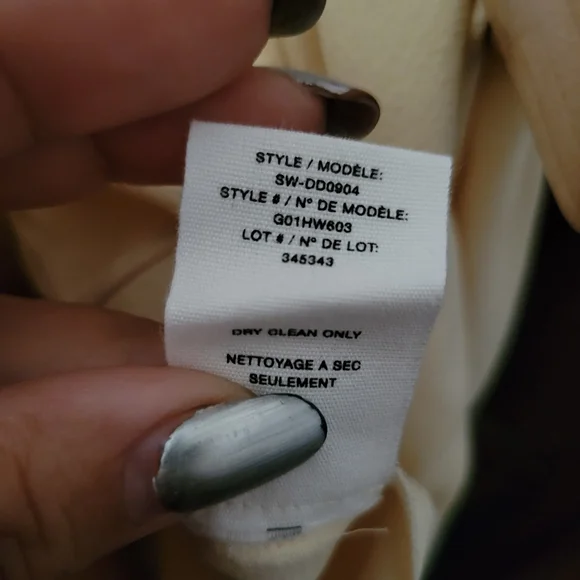 STYLE / MODÈLE:
SW-DD0904
STYLE # / Nº DE MODÈLE:
G01HW603
LOT # / Nº DE LOT:
345343
DRY CLEAN ONLY
NETTOYAGE A SEC
SEULEMENT